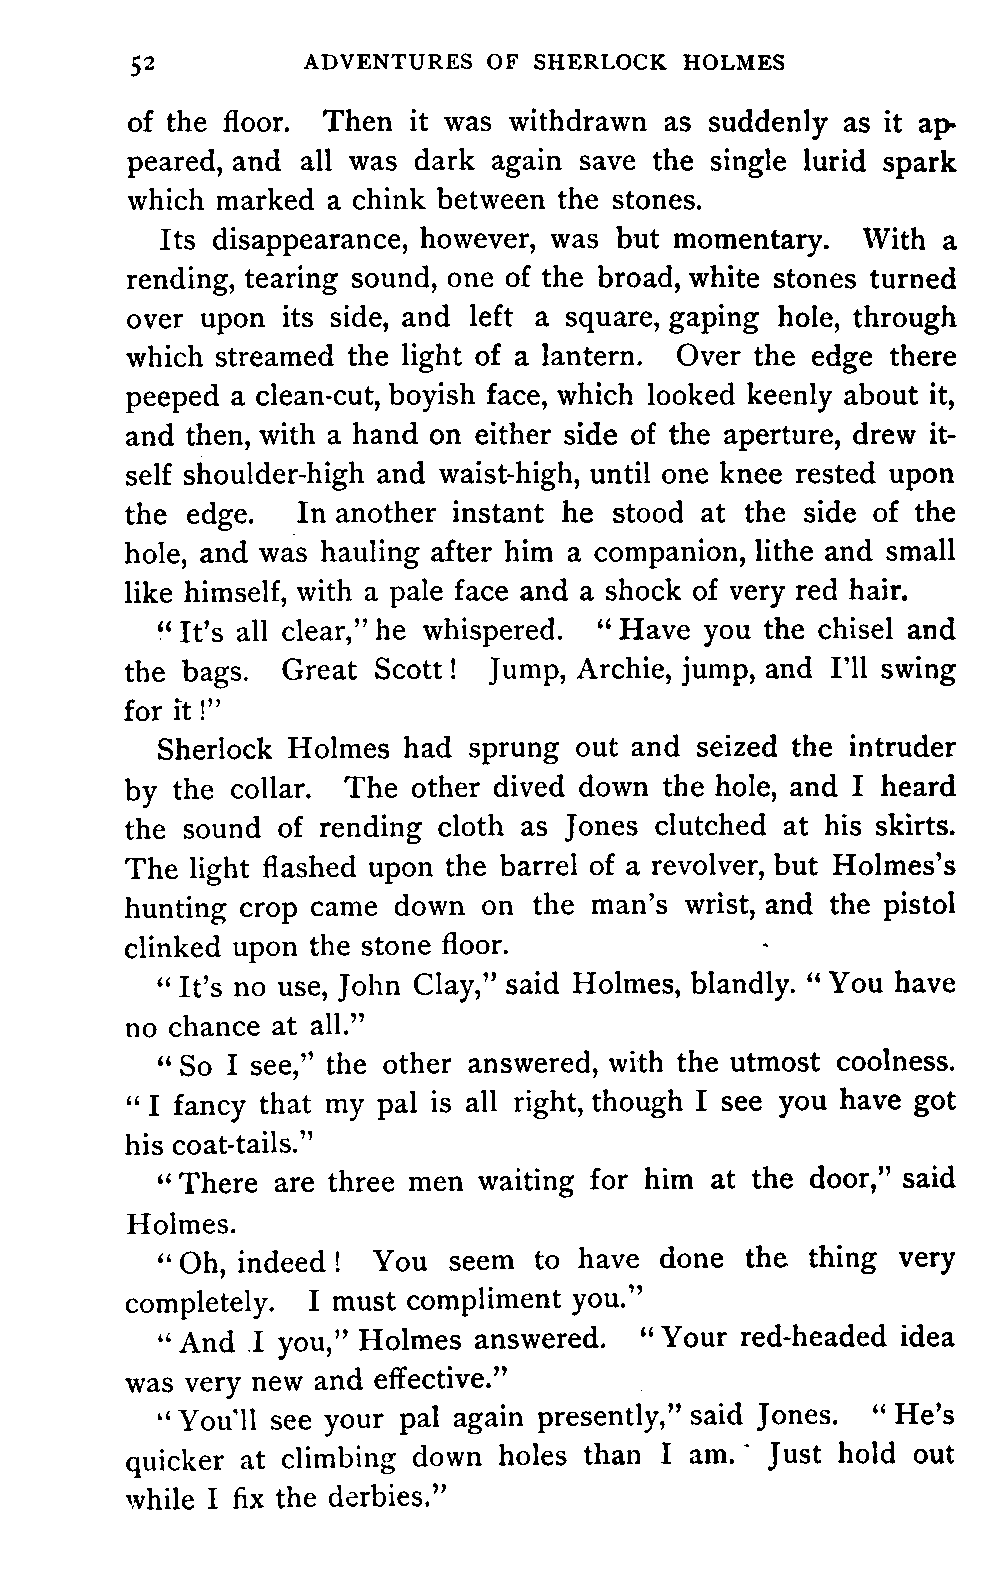 52 ADVENTURES OF SHERLOCK HOLMES
of the floor. Then it was withdrawn as suddenly as it ap-
peared, and all was dark again save the single lurid spark
which marked a chink between the stones.
Its disappearance, however, was but momentary. With a
rending, tearing sound, one of the broad, white stones turned
over upon its side, and left a square, gaping hole, through
which streamed the light of a lantern. Over the edge there
peeped a clean-cut, boyish face, which looked keenly about it,
and then, with a hand on either side of the aperture, drew it-
self shoulder-high and waist-high, until one knee rested upon
the edge. In another instant he stood at the side of the
hole, and was hauling after him a companion, lithe and small
like himself, with a pale face and a shock of very red hair.
“It’s all clear,” he whispered. “Have you the chisel and
the bags. Great Scott! Jump, Archie, jump, and I’ll swing
for it!”
Sherlock Holmes had sprung out and seized the intruder
by the collar. The other dived down the hole, and I heard
the sound of rending cloth as Jones clutched at his skirts.
The light flashed upon the barrel of a revolver, but Holmes’s
hunting crop came down on the man’s wrist, and the pistol
clinked upon the stone floor.
“It’s no use, John Clay,” said Holmes, blandly. “You have
no chance at all.”
“So I see,” the other answered, with the utmost coolness.
“I fancy that my pal is all right, though I see you have got
his coat-tails.”
“There are three men waiting for him at the door,” said
Holmes.
“Oh, indeed! You seem to have done the thing very
completely. I must compliment you.”
“And I you,” Holmes answered. “Your red-headed idea
was very new and effective.”
“You’ll see your pal again presently,” said Jones. “He’s
quicker at climbing down holes than I am. Just hold out
while I fix the derbies.”